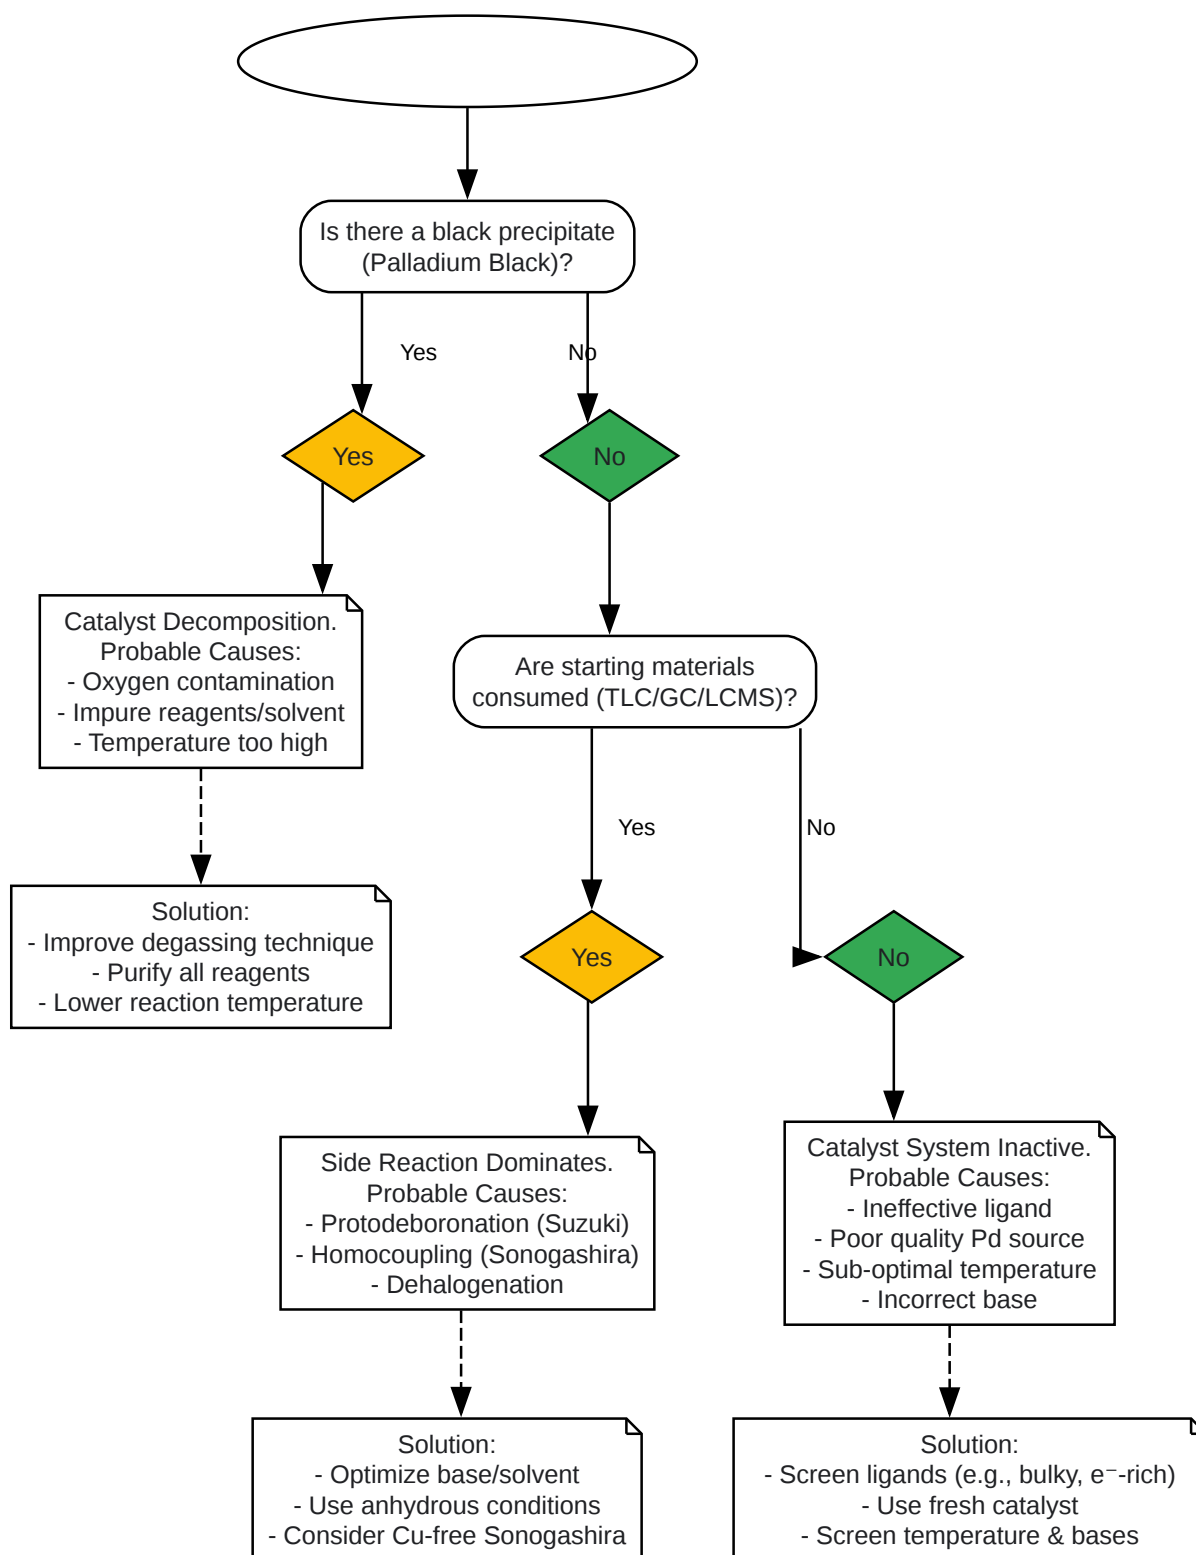 Is there a black precipitate
(Palladium Black)?
Yes
No
Yes
No
Catalyst Decomposition.
Probable Causes:
- Oxygen contamination
- Impure reagents/solvent
- Temperature too high
Are starting materials
consumed (TLC/GC/LCMS)?
Yes
No
Solution:
- Improve degassing technique
- Purify all reagents
- Lower reaction temperature
Yes
No
Side Reaction Dominates.
Probable Causes:
- Protodeboronation (Suzuki)
- Homocoupling (Sonogashira)
- Dehalogenation
Catalyst System Inactive.
Probable Causes:
- Ineffective ligand
- Poor quality Pd source
- Sub-optimal temperature
- Incorrect base
Solution:
- Optimize base/solvent
- Use anhydrous conditions
- Consider Cu-free Sonogashira
Solution:
- Screen ligands (e.g., bulky, e⁻-rich)
- Use fresh catalyst
- Screen temperature & bases